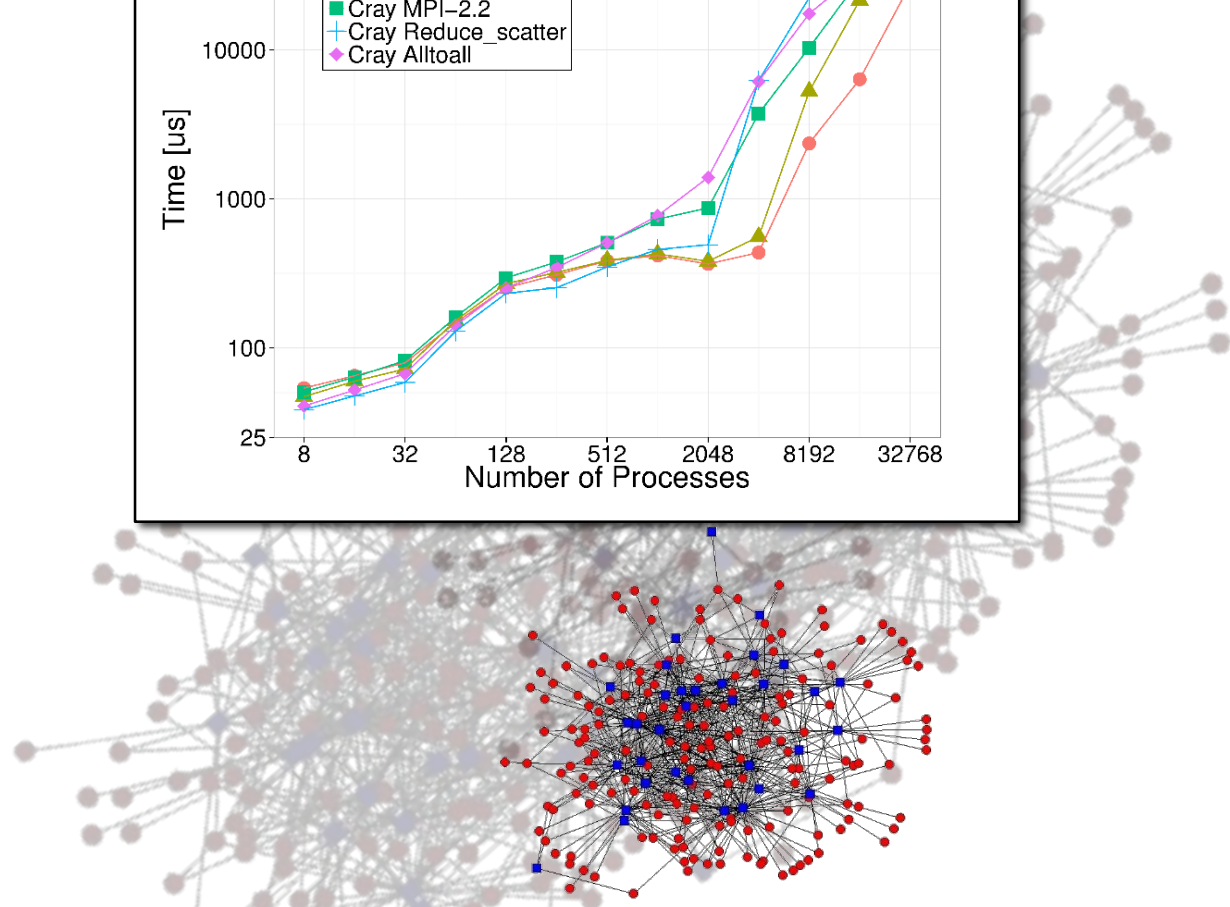 Cray MPI−2.2
Cray Reduce_scatter
Cray Alltoall
10000
1000
100
25
Time [us]
8 32 128 512 2048 8192 32768
Number of Processes